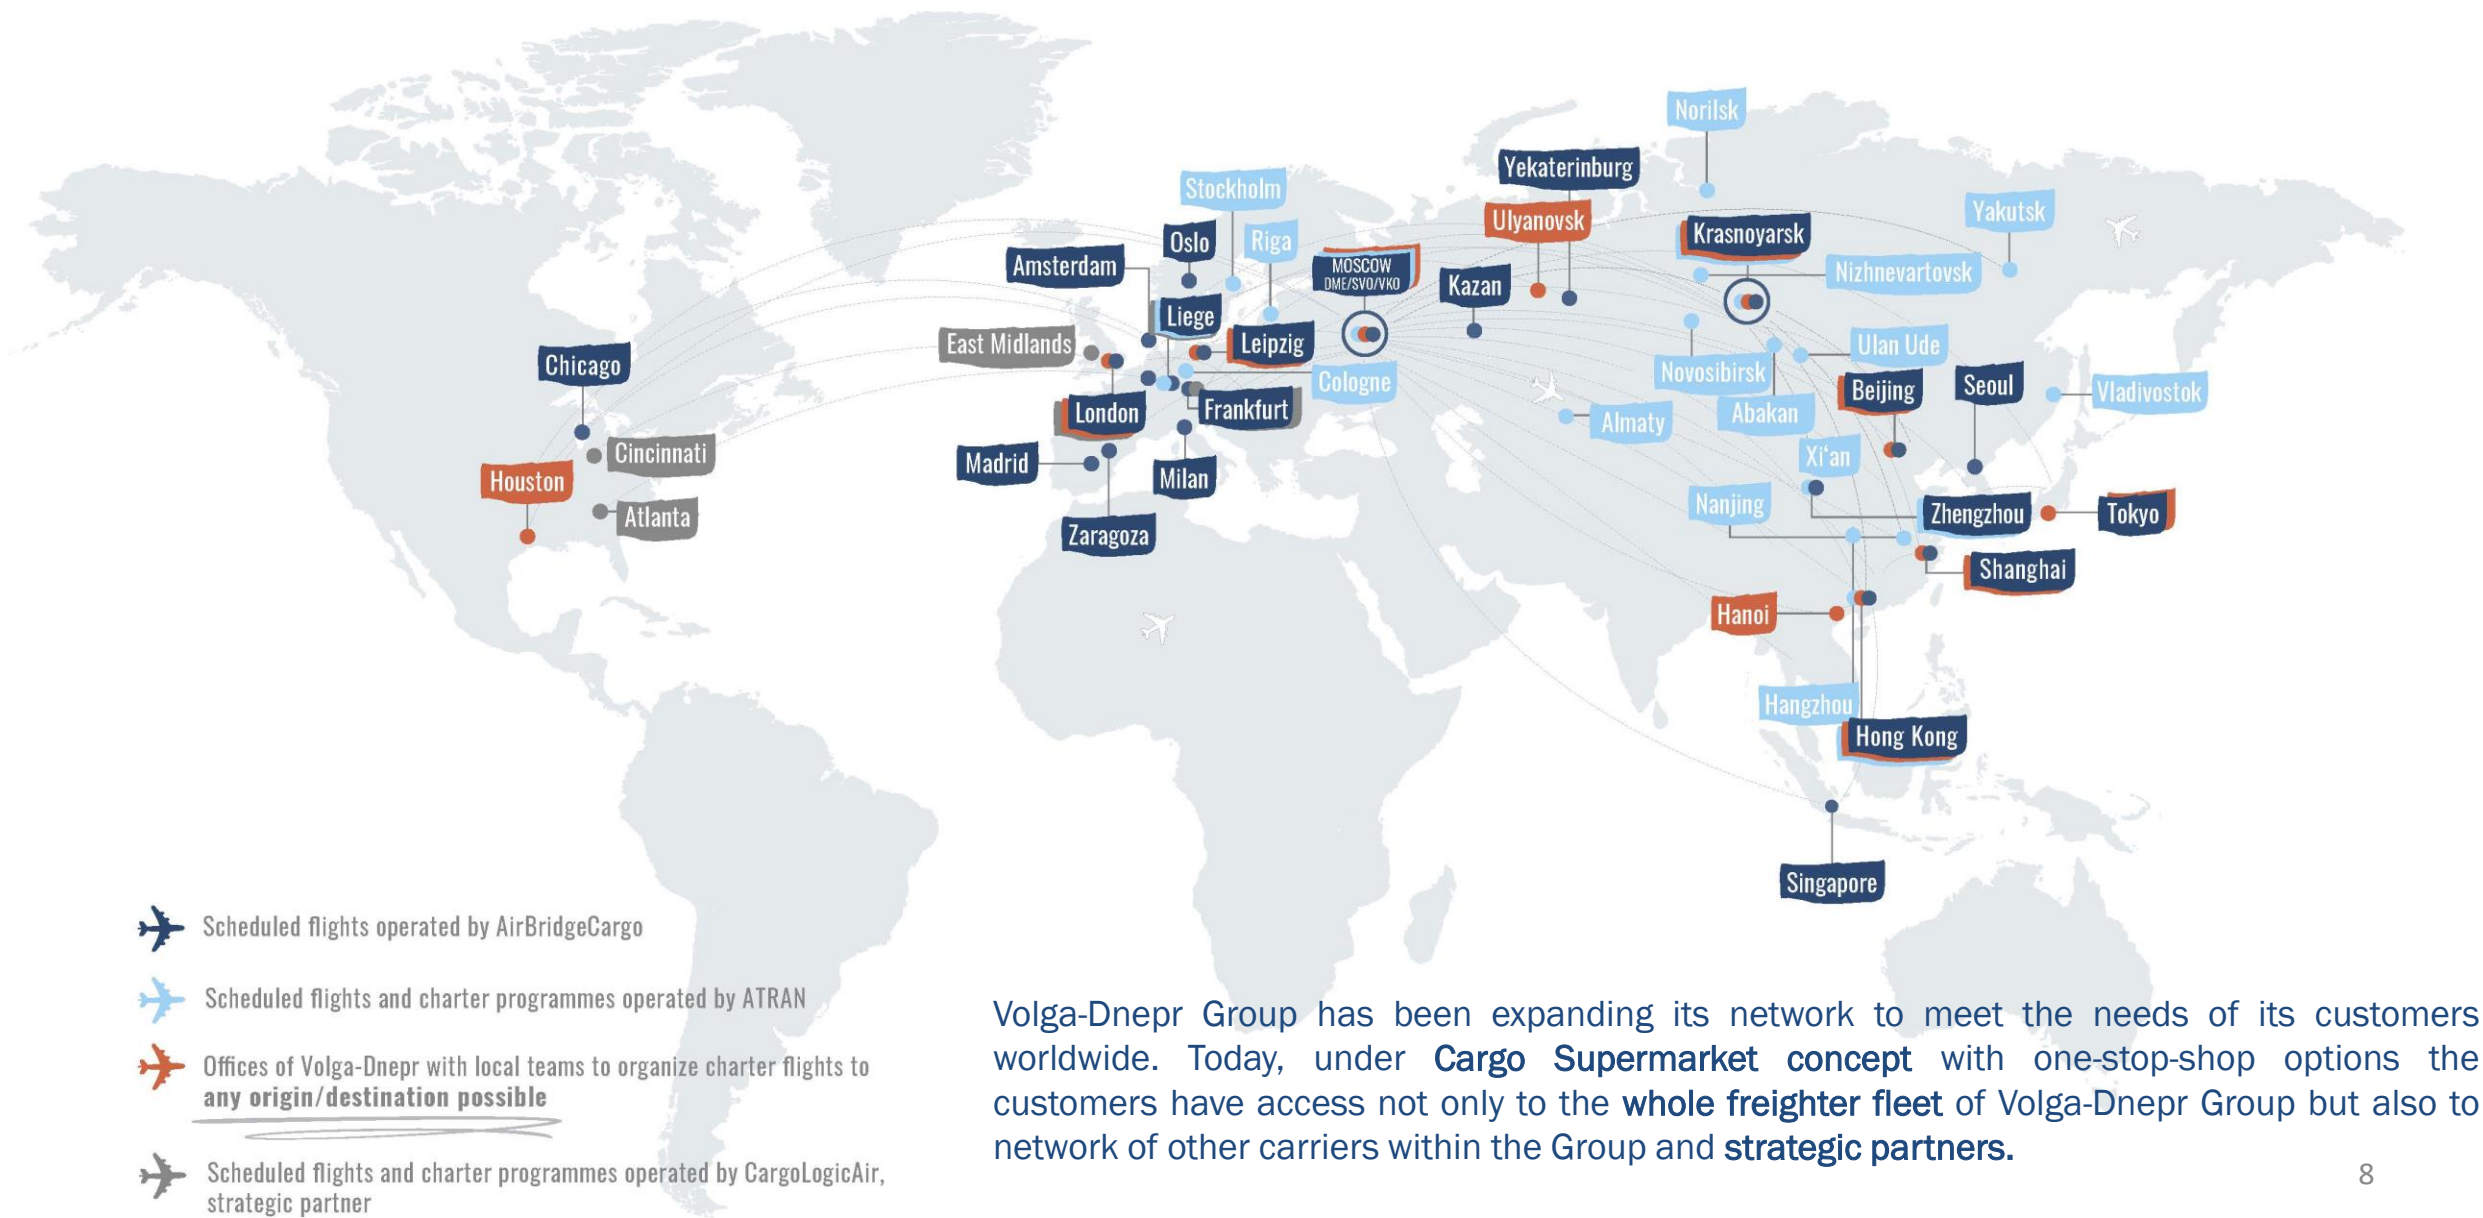 Norilsk
Yekaterinburg
Stockholm
Ulyanovsk
Yakutsk
Oslo
Riga
Krasnoyarsk
Amsterdam
MOSCOW
DME/SVO/VKO
Nizhnevartovsk
Kazan
Liege
East Midlands
Leipzig
Ulan Ude
Chicago
Cologne
Novosibirsk
Beijing
Seoul
Vladivostok
London
Frankfurt
Almaty
Abakan
Cincinnati
Xi'an
Madrid
Milan
Houston
Nanjing
Zhengzhou
Tokyo
Atlanta
Zaragoza
Shanghai
Hanoi
Hangzhou
Hong Kong
Singapore
Scheduled flights operated by AirBridgeCargo
Scheduled flights and charter programmes operated by ATRAN
Offices of Volga-Dnepr with local teams to organize charter flights to
any origin/destination possible
Scheduled flights and charter programmes operated by CargoLogicAir,
strategic partner
Volga-Dnepr Group has been expanding its network to meet the needs of its customers
worldwide. Today, under Cargo Supermarket concept with one-stop-shop options the
customers have access not only to the whole freighter fleet of Volga-Dnepr Group but also to
network of other carriers within the Group and strategic partners.
8